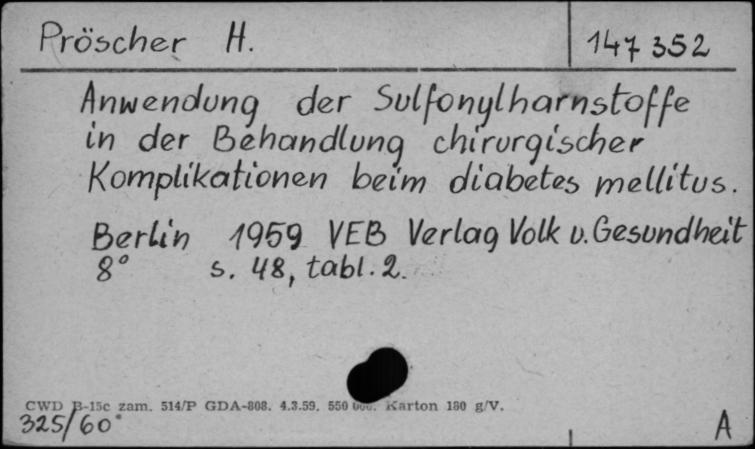 Pröscher H.
147 352
Anwendung der Sulfonylharnstoffe
in der Behandlung chirurgischer
Komplikationen beim diabetes mellitus.
Berlin 1959 VEB Verlag Volk u. Gesundheit
8° s. 48, tabl. 2.
CWD B-15c zam. 514/P GDA-808. 4.3.59. 550 000. Karton 180 g/V.
325/60
A